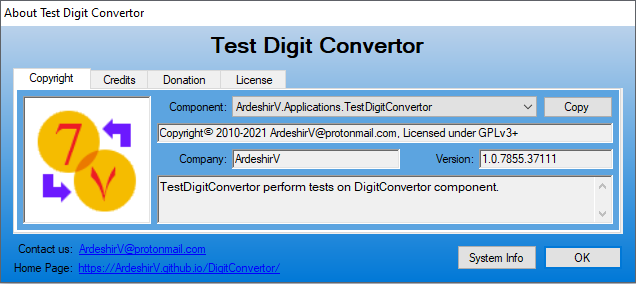 About Test Digit Convertor
Test Digit Convertor
Copyright Credits Donation License
Component: ArdeshirV.Applications.TestDigitConvertor Copy
Copyright© 2010-2021 ArdeshirV@protonmail.com, Licensed under GPLv3+
Company: ArdeshirV Version: 1.0.7855.37111
TestDigitConvertor perform tests on DigitConvertor component.
7
۷
Contact us: ArdeshirV@protonmail.com
Home Page: https://ArdeshirV.github.io/DigitConvertor/
System Info OK